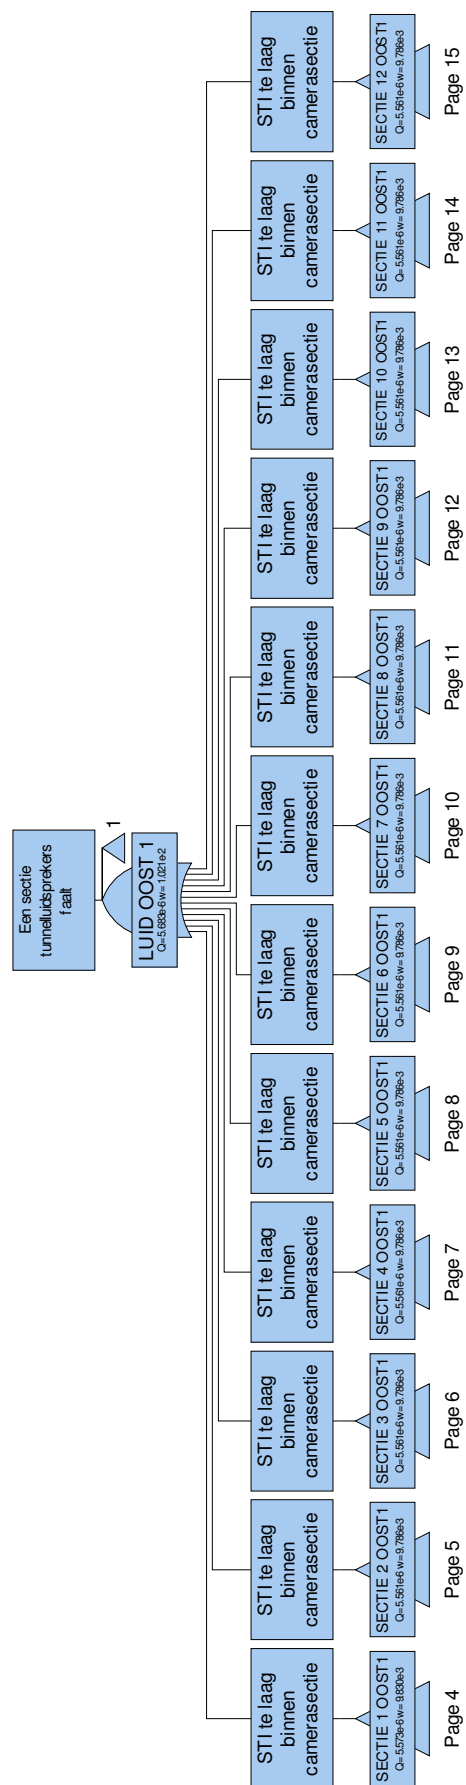 Een sectie
tunnelluidsprekers
faalt
1
LUID OOST 1
Q=5.683e-6 w= 1.021e-2
STI te laag
binnen
camerasectie
SECTIE 1 OOST1
Q=5.573e-6 w= 9.830e-3
Page 4
STI te laag
binnen
camerasectie
SECTIE 2 OOST1
Q=5.561e-6 w= 9.786e-3
Page 5
STI te laag
binnen
camerasectie
SECTIE 3 OOST1
Q=5.561e-6 w= 9.786e-3
Page 6
STI te laag
binnen
camerasectie
SECTIE 4 OOST1
Q=5.561e-6 w= 9.786e-3
Page 7
STI te laag
binnen
camerasectie
SECTIE 5 OOST1
Q=5.561e-6 w= 9.786e-3
Page 8
STI te laag
binnen
camerasectie
SECTIE 6 OOST1
Q=5.561e-6 w= 9.786e-3
Page 9
STI te laag
binnen
camerasectie
SECTIE 7 OOST1
Q=5.561e-6 w= 9.786e-3
Page 10
STI te laag
binnen
camerasectie
SECTIE 8 OOST1
Q=5.561e-6 w= 9.786e-3
Page 11
STI te laag
binnen
camerasectie
SECTIE 9 OOST1
Q=5.561e-6 w= 9.786e-3
Page 12
STI te laag
binnen
camerasectie
SECTIE 10 OOST1
Q=5.561e-6 w= 9.786e-3
Page 13
STI te laag
binnen
camerasectie
SECTIE 11 OOST1
Q=5.561e-6 w= 9.786e-3
Page 14
STI te laag
binnen
camerasectie
SECTIE 12 OOST1
Q=5.561e-6 w= 9.786e-3
Page 15